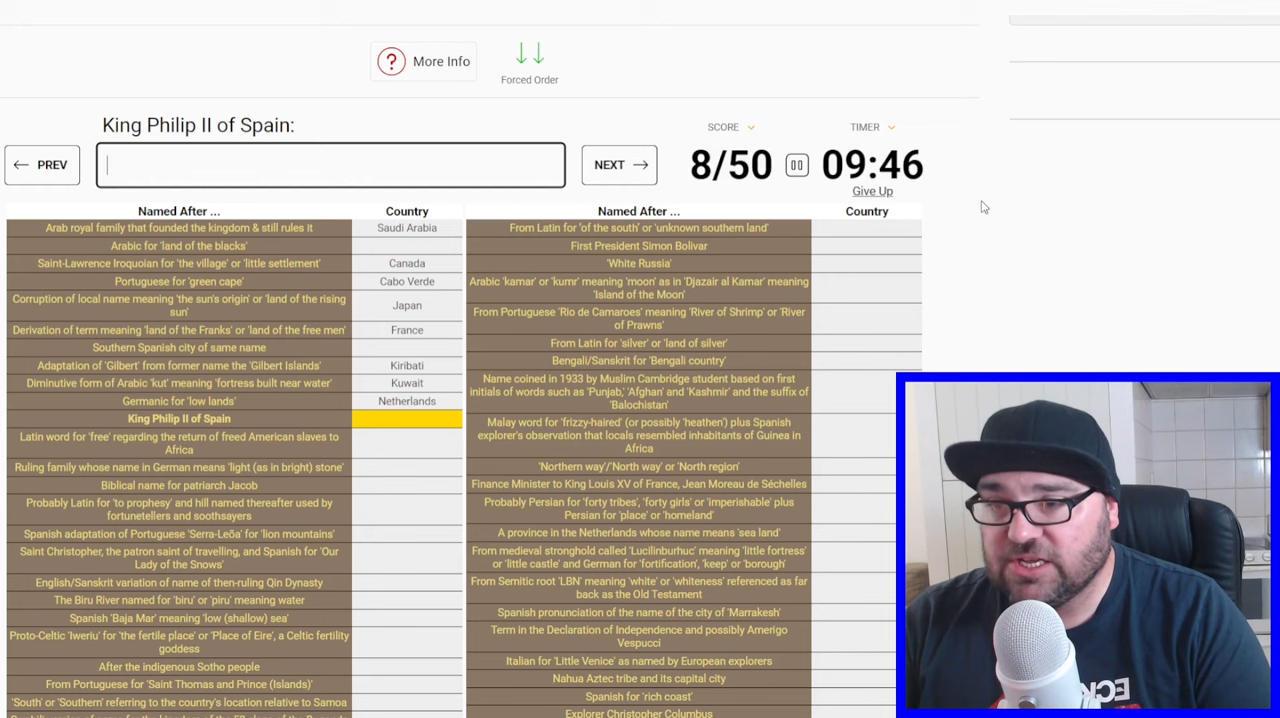 More Info
Forced Order
King Philip II of Spain:
PREV
NEXT
SCORE
8/50
TIMER
09:46
Give Up
Named After ...
Country
Arab royal family that founded the kingdom & still rules it
Saudi Arabia
Arabic for 'land of the blacks'
Saint-Lawrence Iroquoian for 'the village' or 'little settlement'
Canada
Portuguese for 'green cape'
Cabo Verde
Corruption of local name meaning 'the sun's origin' or 'land of the rising
sun'
Japan
Derivation of term meaning 'land of the Franks' or 'land of the free men'
France
Southern Spanish city of same name
Adaptation of 'Gilbert' from former name the 'Gilbert Islands'
Kiribati
Diminutive form of Arabic 'kut' meaning 'fortress built near water'
Kuwait
Germanic for 'low lands'
Netherlands
King Philip II of Spain
Latin word for 'free' regarding the return of freed American slaves to
Africa
Ruling family whose name in German means 'light (as in bright) stone'
Biblical name for patriarch Jacob
Probably Latin for 'to prophesy' and hill named thereafter used by
fortunetellers and soothsayers
Spanish adaptation of Portuguese 'Serra-Leõa' for 'lion mountains'
Saint Christopher, the patron saint of travelling, and Spanish for 'Our
Lady of the Snows'
English/Sanskrit variation of name of then-ruling Qin Dynasty
The Biru River named for 'biru' or 'piru' meaning water
Spanish 'Baja Mar' meaning 'low (shallow) sea'
Proto-Celtic 'Iweriu' for 'the fertile place' or 'Place of Eire', a Celtic fertility
goddess
After the indigenous Sotho people
From Portuguese for 'Saint Thomas and Prince (Islands)'
'South' or 'Southern' referring to the country's location relative to Samoa
Named After ...
Country
From Latin for 'of the south' or 'unknown southern land'
First President Simon Bolivar
'White Russia'
Arabic 'kamar' or 'kumr' meaning 'moon' as in 'Djazair al Kamar' meaning
'Island of the Moon'
From Portuguese 'Rio de Camaroes' meaning 'River of Shrimp' or 'River
of Prawns'
From Latin for 'silver' or 'land of silver'
Bengali/Sanskrit for 'Bengali country'
Name coined in 1933 by Muslim Cambridge student based on first
initials of words such as 'Punjab,' 'Afghan' and 'Kashmir' and the suffix of
'Balochistan'
Malay word for 'frizzy-haired' (or possibly 'heathen') plus Spanish
explorer's observation that locals resembled inhabitants of Guinea in
Africa
'Northern way'/'North way' or 'North region'
Finance Minister to King Louis XV of France, Jean Moreau de Séchelles
Probably Persian for 'forty tribes', 'forty girls' or 'imperishable' plus
Persian for 'place' or 'homeland'
A province in the Netherlands whose name means 'sea land'
From medieval stronghold called 'Lucilinburhuc' meaning 'little fortress'
or 'little castle' and German for 'fortification', 'keep' or 'borough'
From Semitic root 'LBN' meaning 'white' or 'whiteness' referenced as far
back as the Old Testament
Spanish pronunciation of the name of the city of 'Marrakesh'
Term in the Declaration of Independence and possibly Amerigo
Vespucci
Italian for 'Little Venice' as named by European explorers
Nahua Aztec tribe and its capital city
Spanish for 'rich coast'
Explorer Christopher Columbus